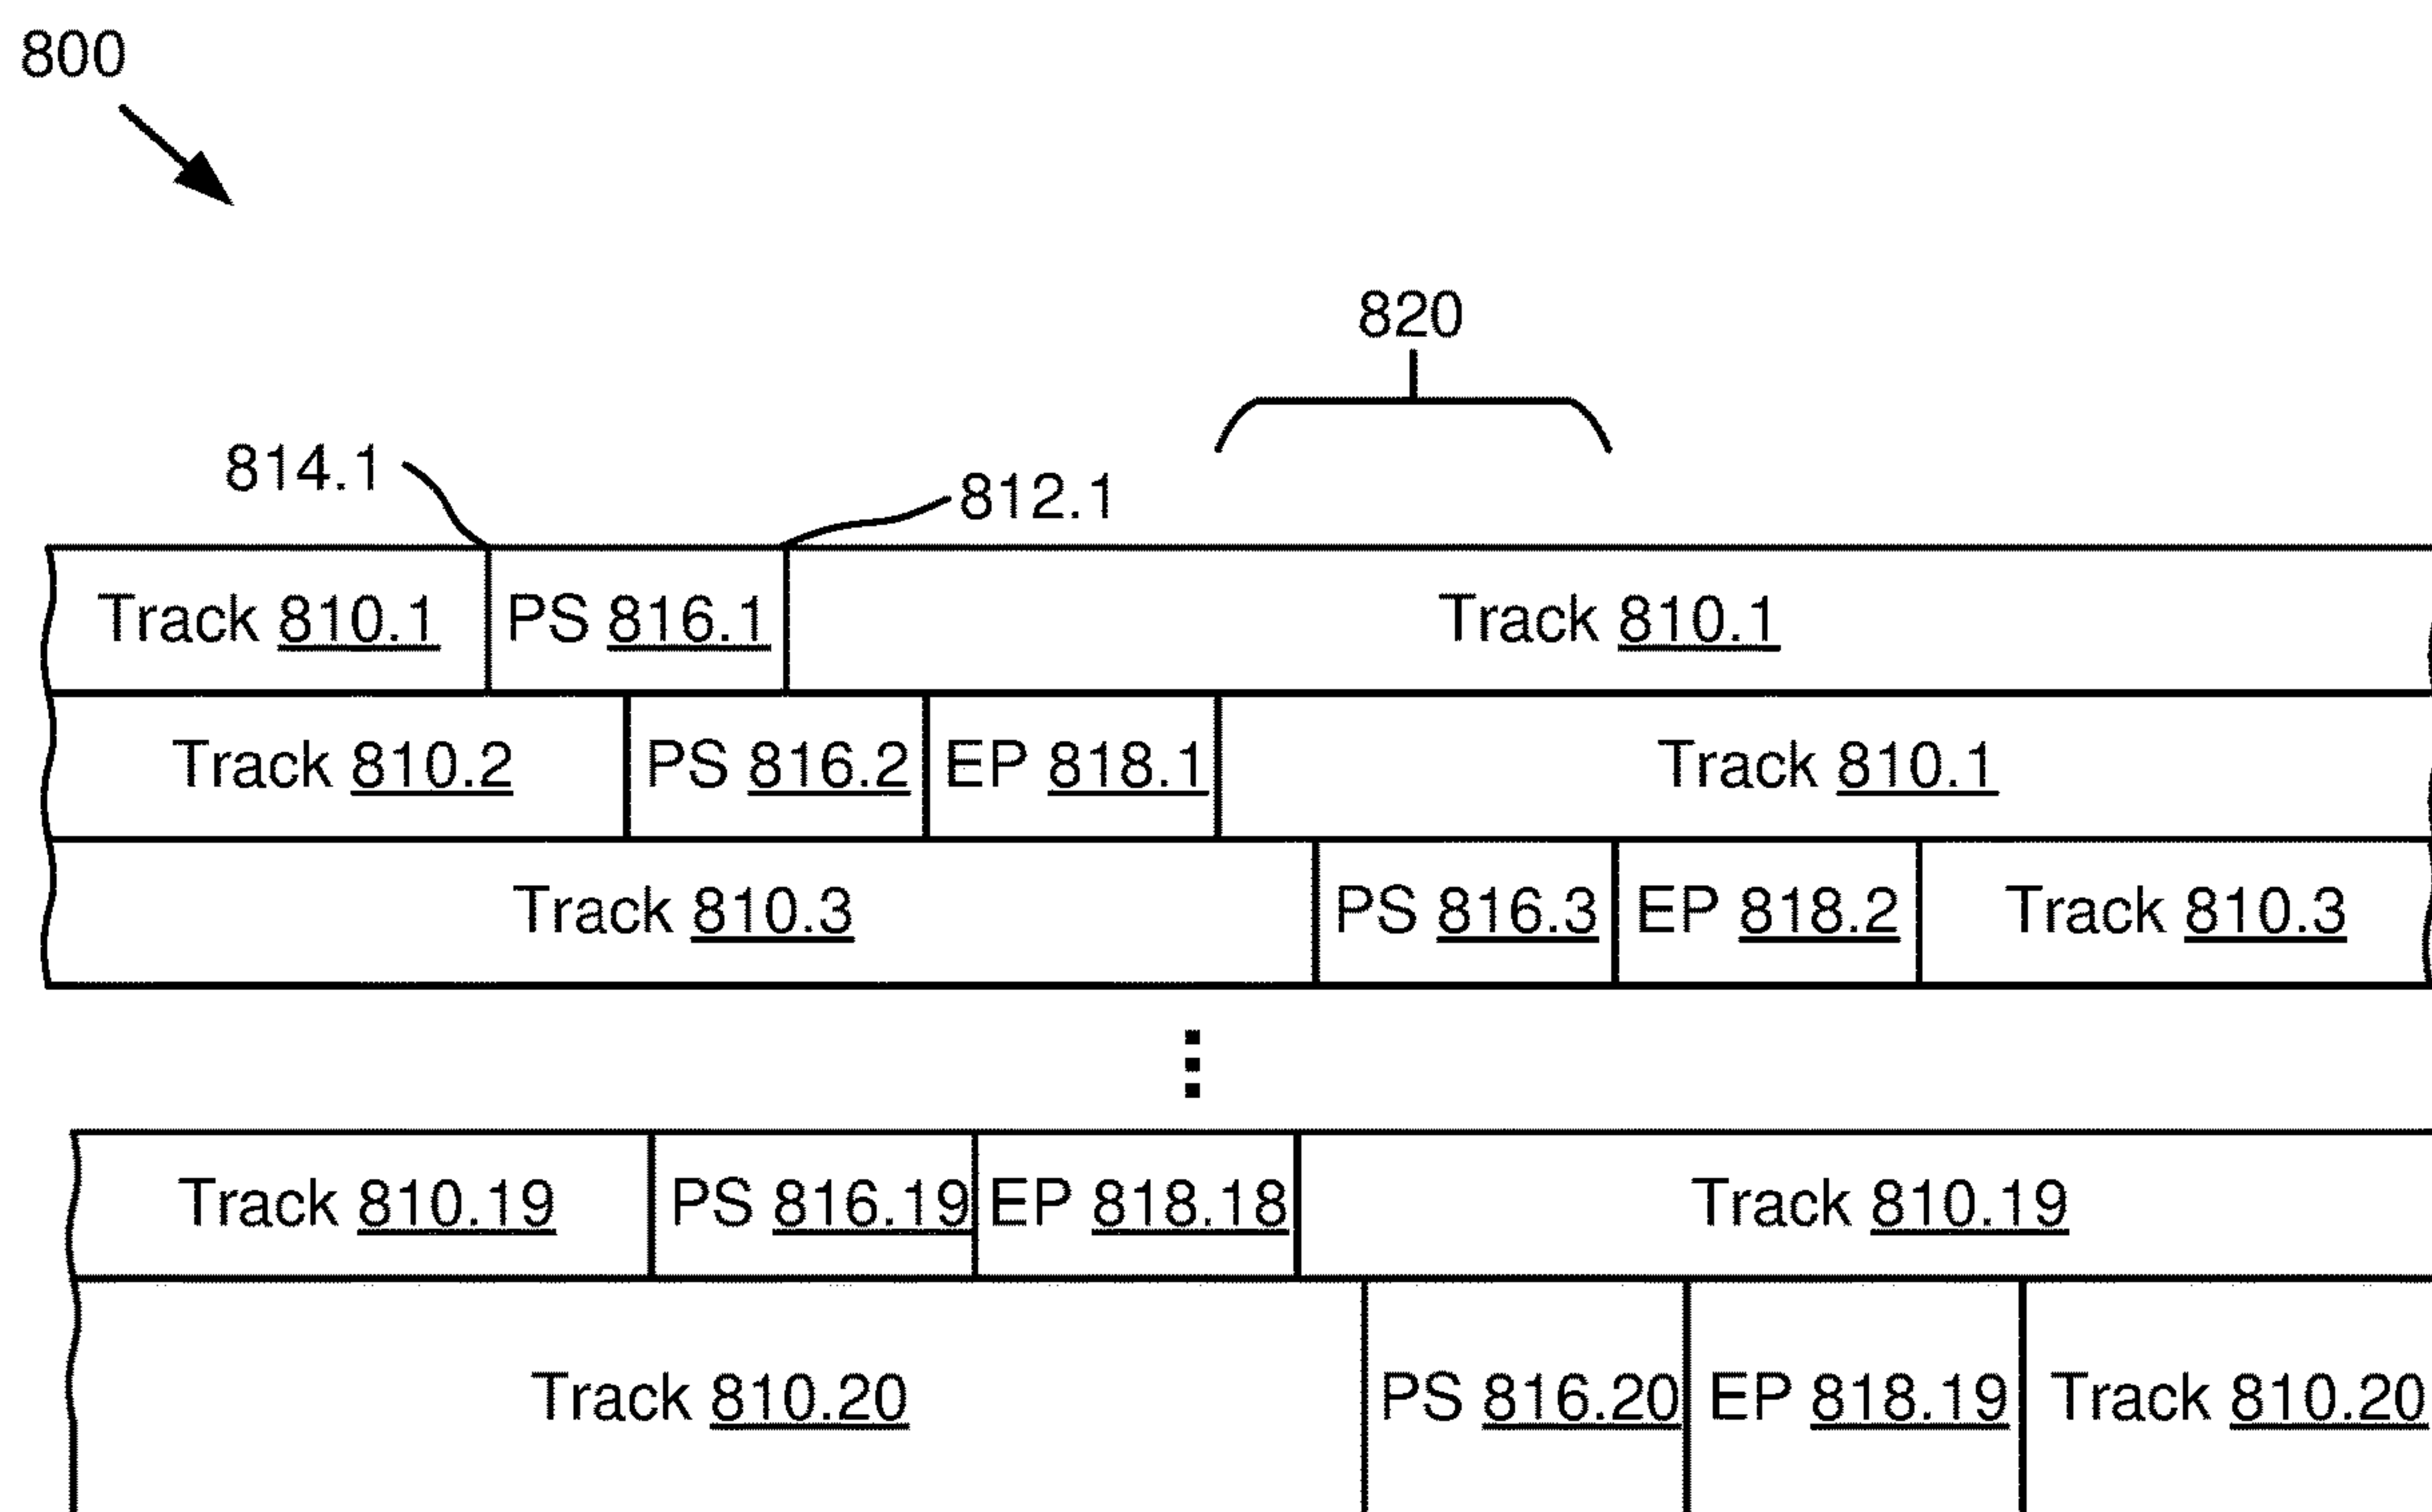 800
820
814.1
812.1
Track 810.1 PS 816.1 Track 810.1
Track 810.2 PS 816.2 EP 818.1 Track 810.1
Track 810.3 PS 816.3 EP 818.2 Track 810.3
Track 810.19 PS 816.19 EP 818.18 Track 810.19
Track 810.20 PS 816.20 EP 818.19 Track 810.20